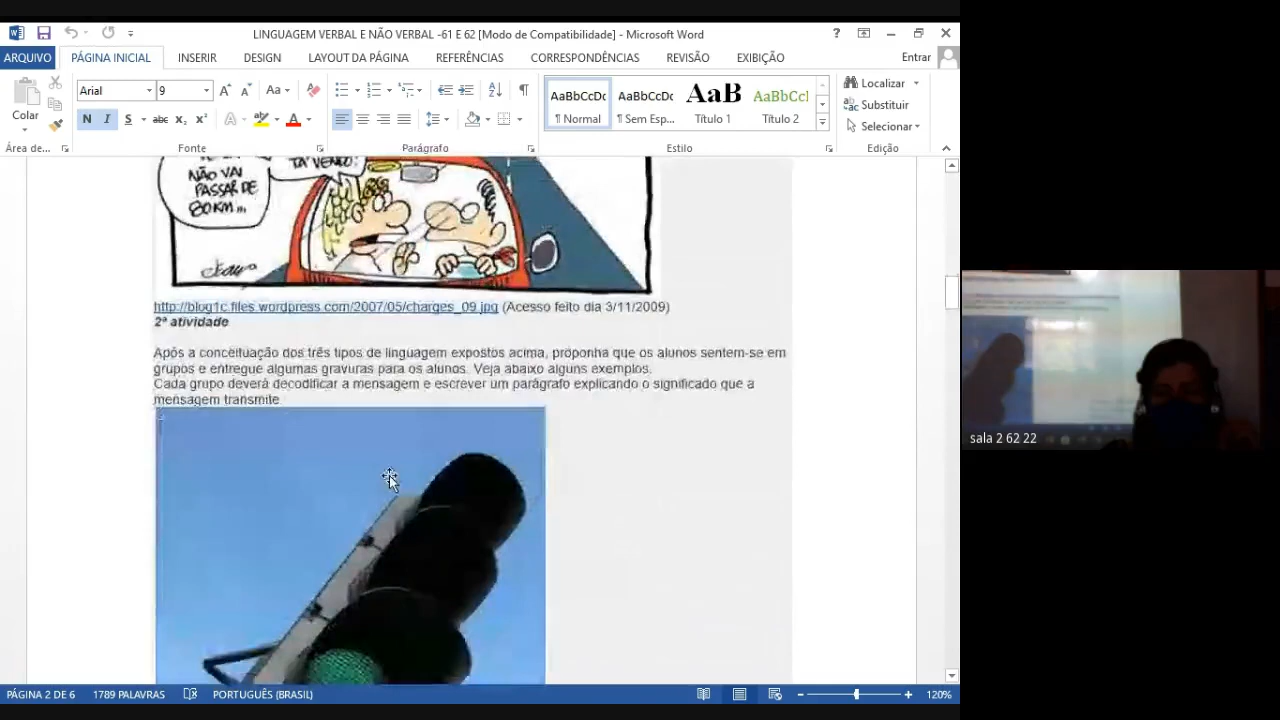 LINGUAGEM VERBAL E NÃO VERBAL -61 E 62 [Modo de Compatibilidade] - Microsoft Word
ARQUIVO PÁGINA INICIAL INSERIR DESIGN LAYOUT DA PÁGINA REFERÊNCIAS CORRESPONDÊNCIAS REVISÃO EXIBIÇÃO Entrar
Colar
Arial 9
Aa
N I S abc x₂ x² A A
AaBbCcDc AaBbCcDc AaB AaBbCcI
¶ Normal ¶ Sem Esp... Título 1 Título 2
Localizar
Substituir
Selecionar
Área de... Fonte Parágrafo Estilo Edição
TÁ VENDO!
NÃO VAI
PASSAR DE
80KM...
http://blog1c.files.wordpress.com/2007/05/charges_09.jpg (Acesso feito dia 3/11/2009)
2ª atividade
Após a conceituação dos três tipos de linguagem expostos acima, proponha que os alunos sentem-se em
grupos e entregue algumas gravuras para os alunos. Veja abaixo alguns exemplos.
Cada grupo deverá decodificar a mensagem e escrever um parágrafo explicando o significado que a
mensagem transmite
sala 2 62 22
PÁGINA 2 DE 6 1789 PALAVRAS PORTUGUÊS (BRASIL) 120%